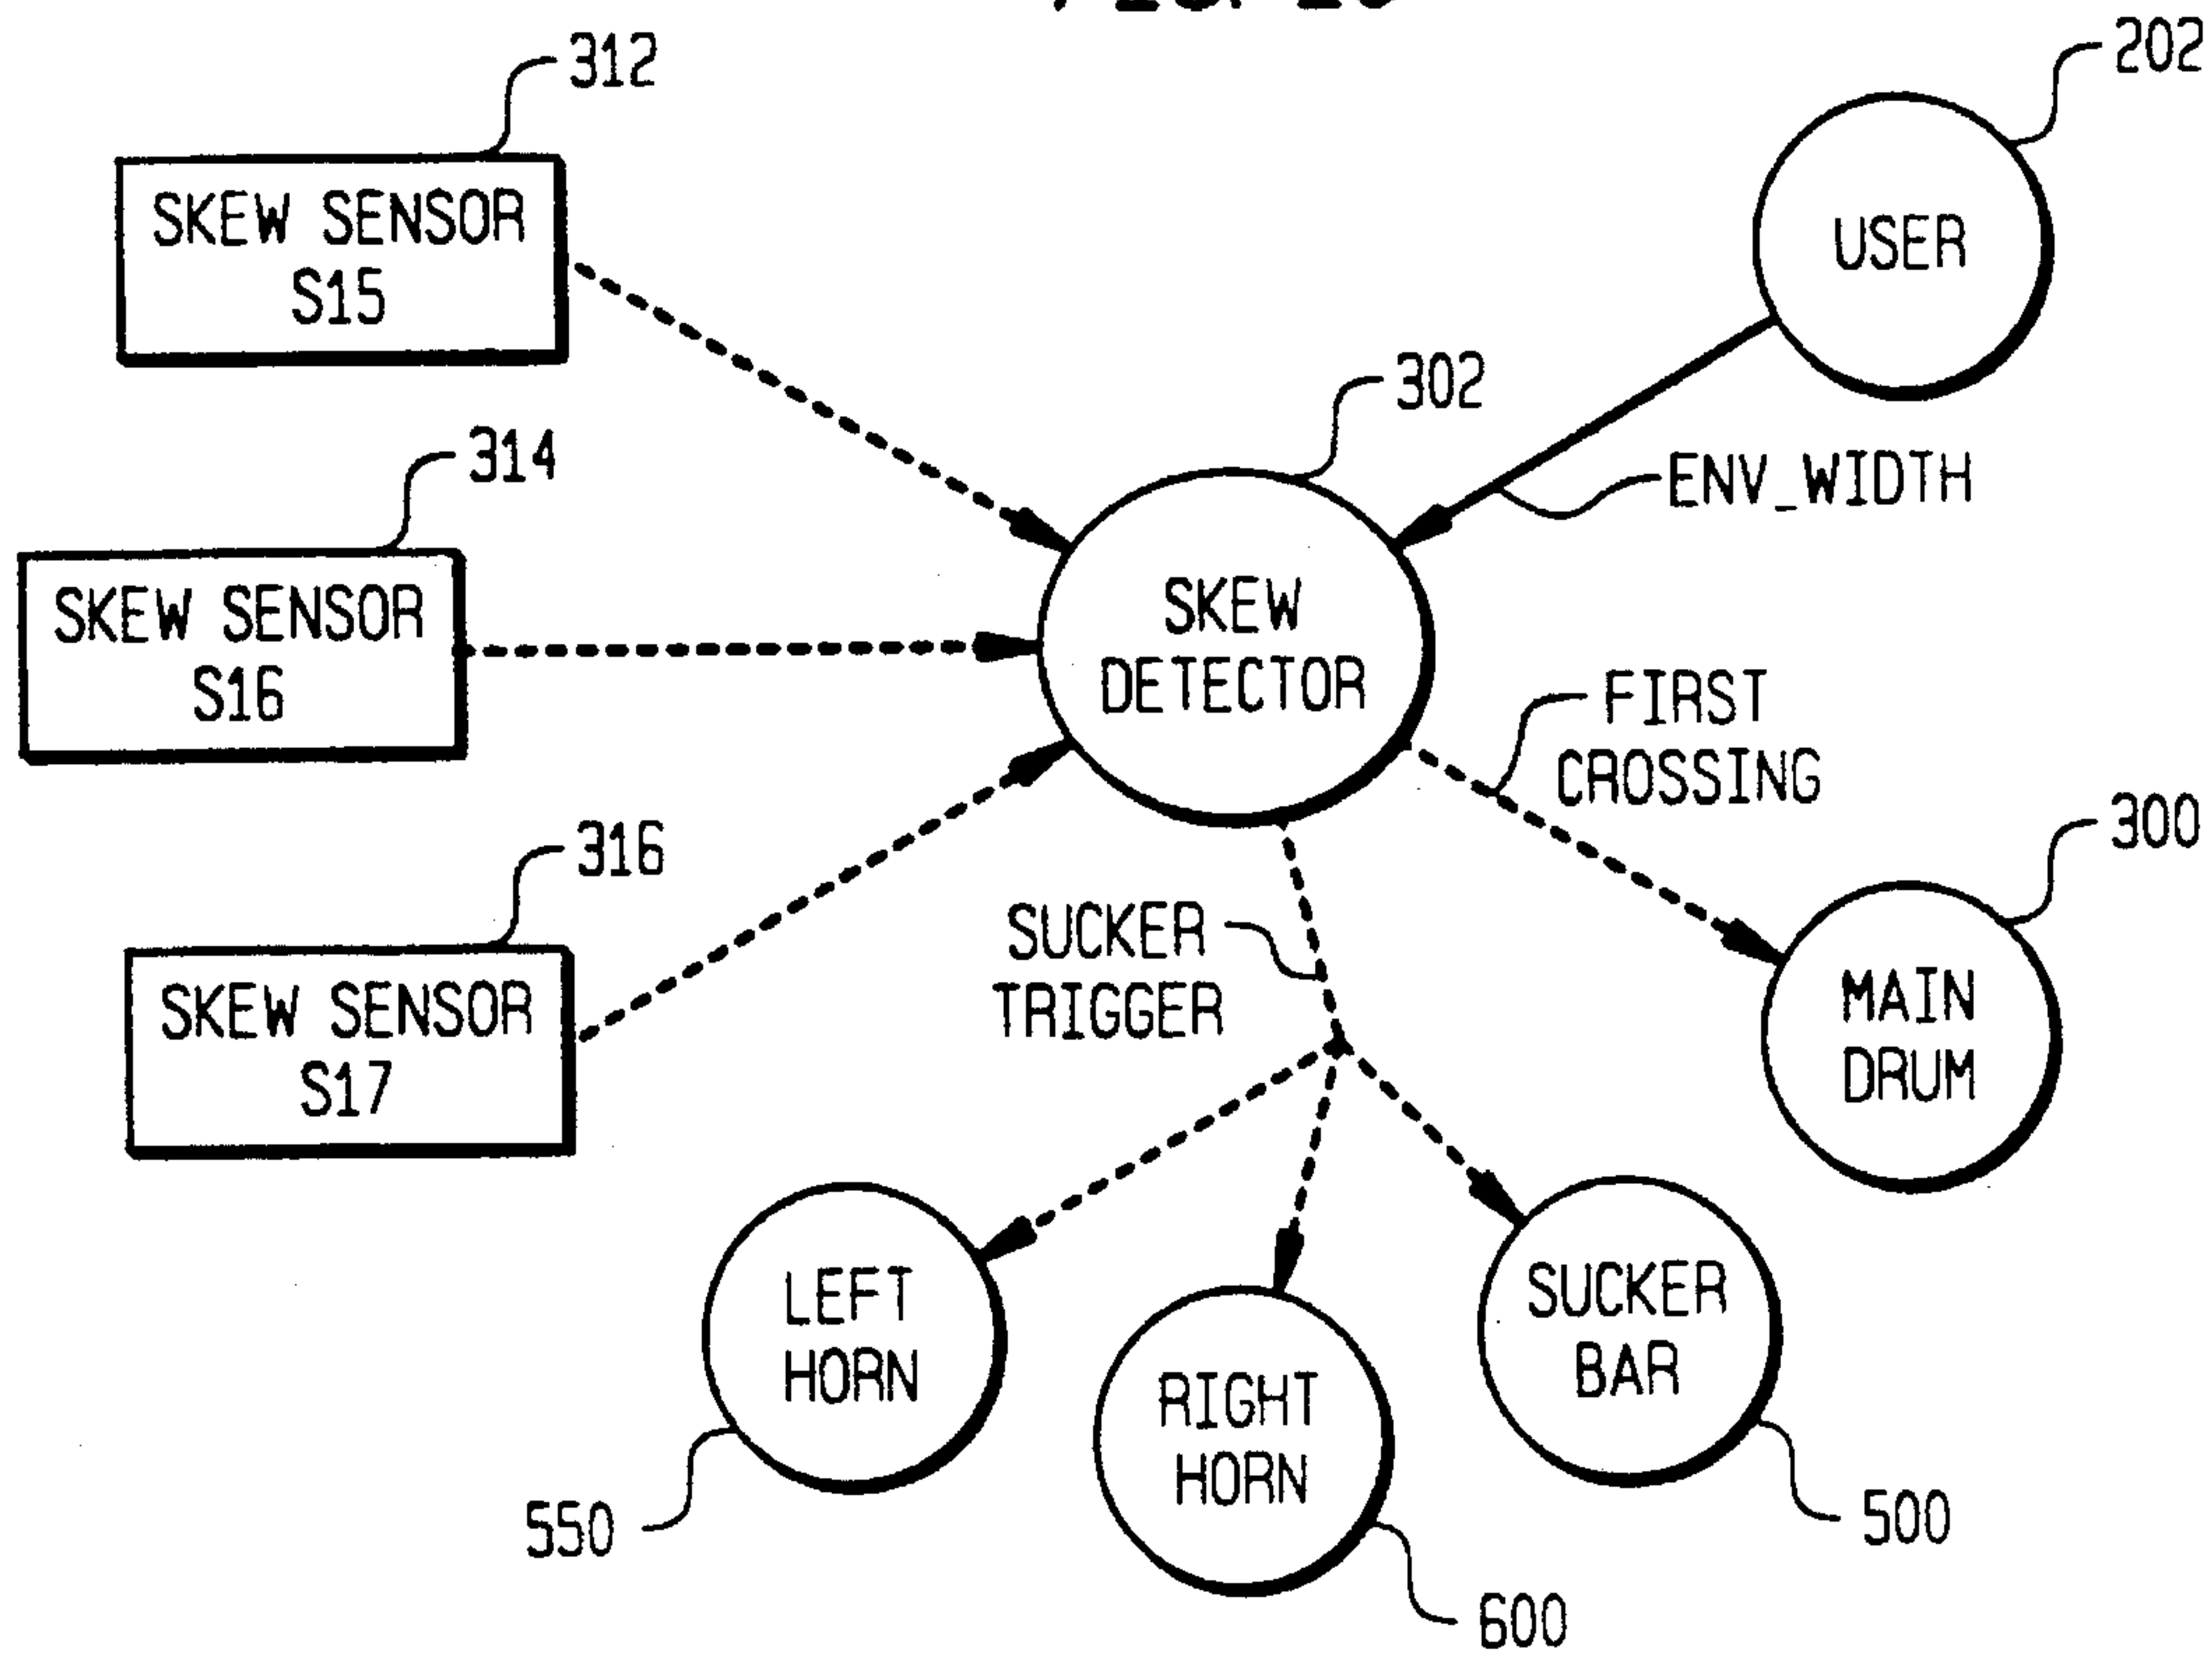 312
202
SKEW SENSOR
S15
USER
302
314
ENV_WIDTH
SKEW SENSOR
S16
SKEW
DETECTOR
FIRST
CROSSING
316
300
SUCKER
TRIGGER
SKEW SENSOR
S17
MAIN
DRUM
LEFT
HORN
RIGHT
HORN
SUCKER
BAR
550
500
600